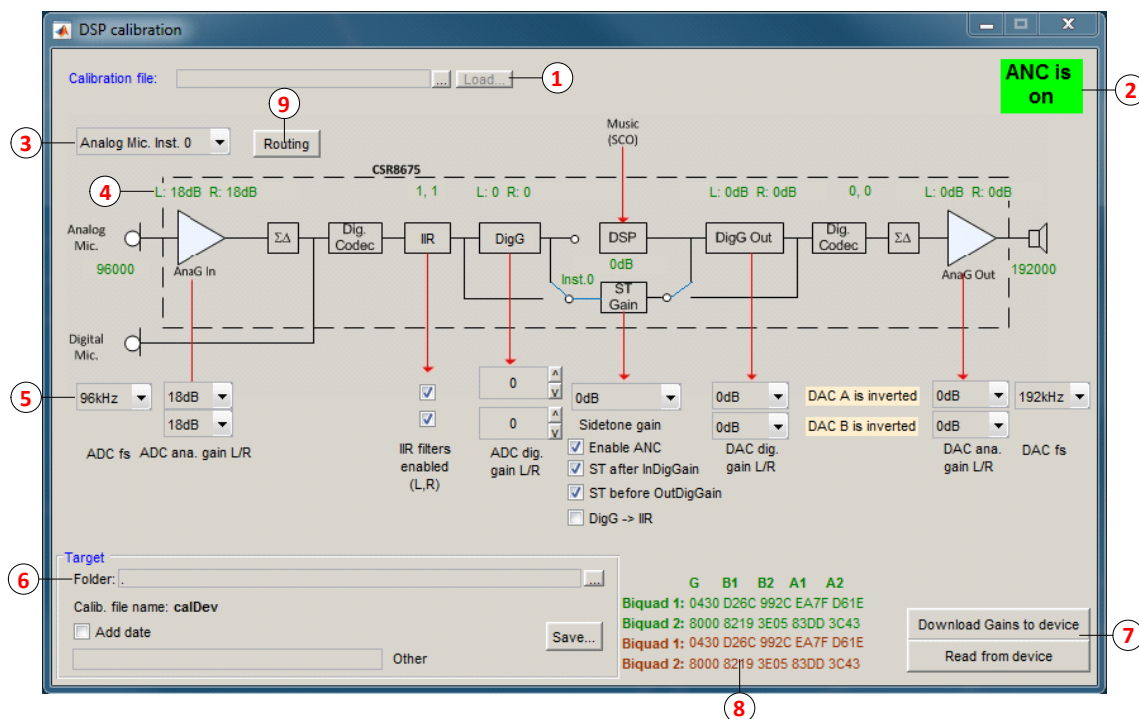 DSP calibration
Calibration file:
...
Load...
1
ANC is
on
2
9
3
Analog Mic. Inst. 0
Routing
Music
(SCO)
CSR8675
4
L: 18dB R: 18dB
1, 1
L: 0 R: 0
L: 0dB R: 0dB
0, 0
L: 0dB R: 0dB
Analog
Mic.
96000
AnaG In
ΣΔ
Dig.
Codec
IIR
DigG
DSP
0dB
Inst.0
ST
Gain
DigG Out
Dig.
Codec
ΣΔ
AnaG Out
192000
Digital
Mic.
5
96kHz
18dB
18dB
0
^
v
0
^
v
0dB
0dB
0dB
DAC A is inverted
DAC B is inverted
0dB
0dB
192kHz
ADC fs
ADC ana. gain L/R
IIR filters
enabled
(L,R)
ADC dig.
gain L/R
Sidetone gain
Enable ANC
ST after InDigGain
ST before OutDigGain
DigG -> IIR
DAC dig.
gain L/R
DAC ana.
gain L/R
DAC fs
Target
6
Folder: .
...
Calib. file name: calDev
Add date
Save...
Other
G B1 B2 A1 A2
Biquad 1: 0430 D26C 992C EA7F D61E
Biquad 2: 8000 8219 3E05 83DD 3C43
Biquad 1: 0430 D26C 992C EA7F D61E
Biquad 2: 8000 8219 3E05 83DD 3C43
Download Gains to device
Read from device
7
8